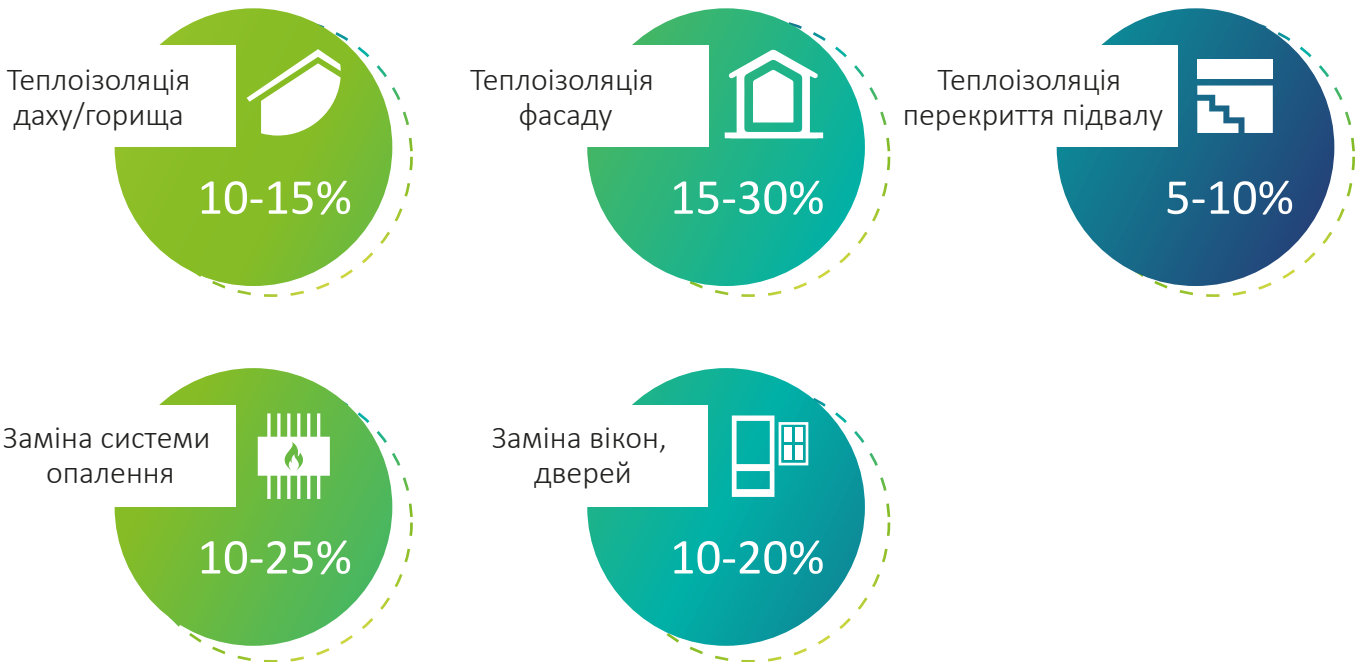 Теплоізоляція
даху/горища
10-15%
Теплоізоляція
фасаду
15-30%
Теплоізоляція
перекриття підвалу
5-10%
Заміна системи
опалення
10-25%
Заміна вікон,
дверей
10-20%